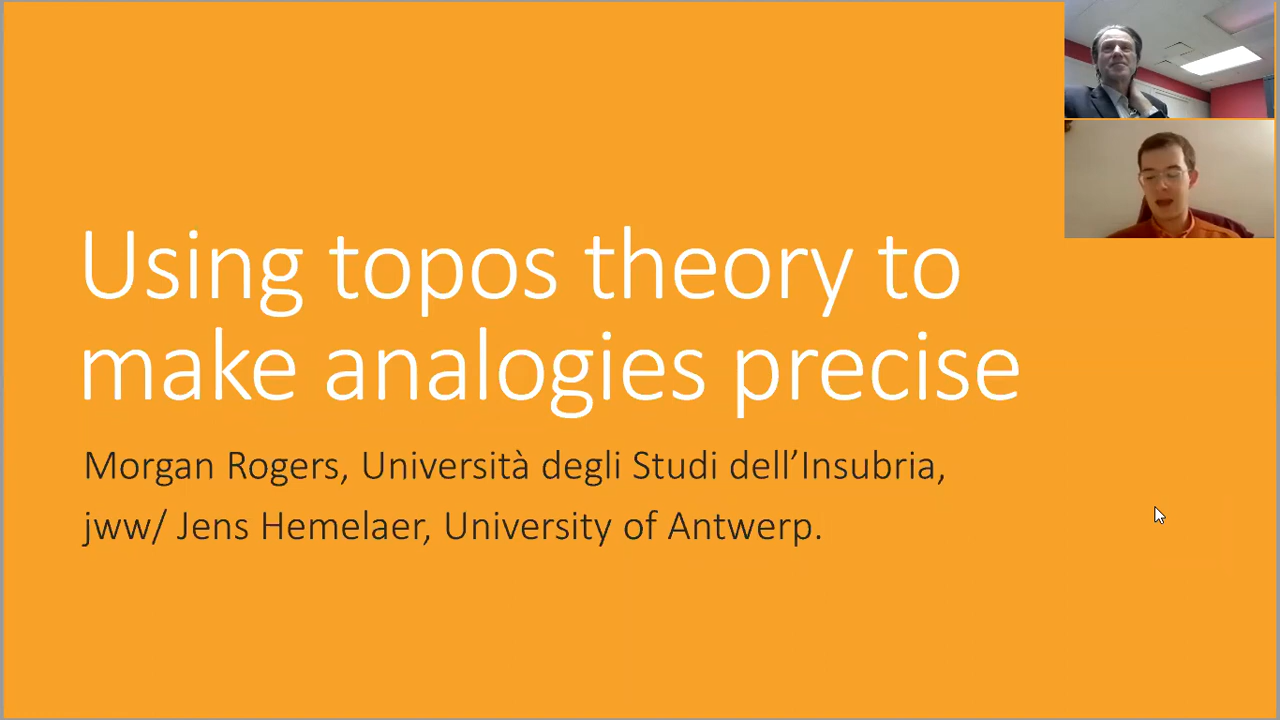 Using topos theory to
make analogies precise
Morgan Rogers, Università degli Studi dell’Insubria,
jww/ Jens Hemelaer, University of Antwerp.